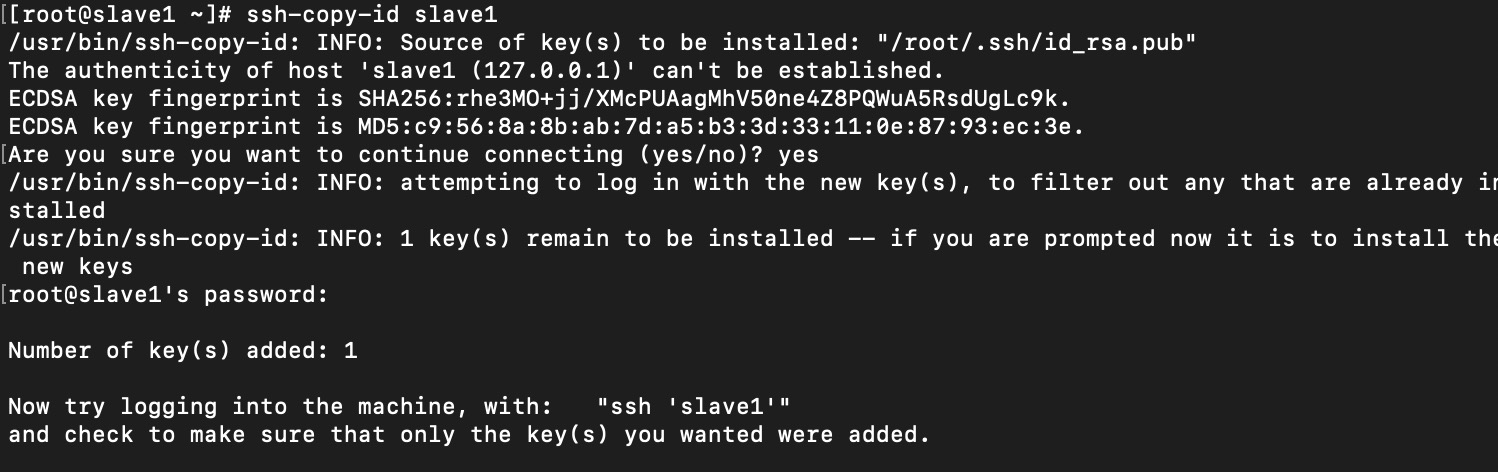 [[root@slave1 ~]# ssh-copy-id slave1
/usr/bin/ssh-copy-id: INFO: Source of key(s) to be installed: "/root/.ssh/id_rsa.pub"
The authenticity of host 'slave1 (127.0.0.1)' can't be established.
ECDSA key fingerprint is SHA256:rhe3MO+jj/XMcPUAagMhV50ne4Z8PQWuA5RsdUgLc9k.
ECDSA key fingerprint is MD5:c9:56:8a:8b:ab:7d:a5:b3:3d:33:11:0e:87:93:ec:3e.
[Are you sure you want to continue connecting (yes/no)? yes
/usr/bin/ssh-copy-id: INFO: attempting to log in with the new key(s), to filter out any that are already in
stalled
/usr/bin/ssh-copy-id: INFO: 1 key(s) remain to be installed -- if you are prompted now it is to install the
new keys
[root@slave1's password:
Number of key(s) added: 1
Now try logging into the machine, with:   "ssh 'slave1'"
and check to make sure that only the key(s) you wanted were added.